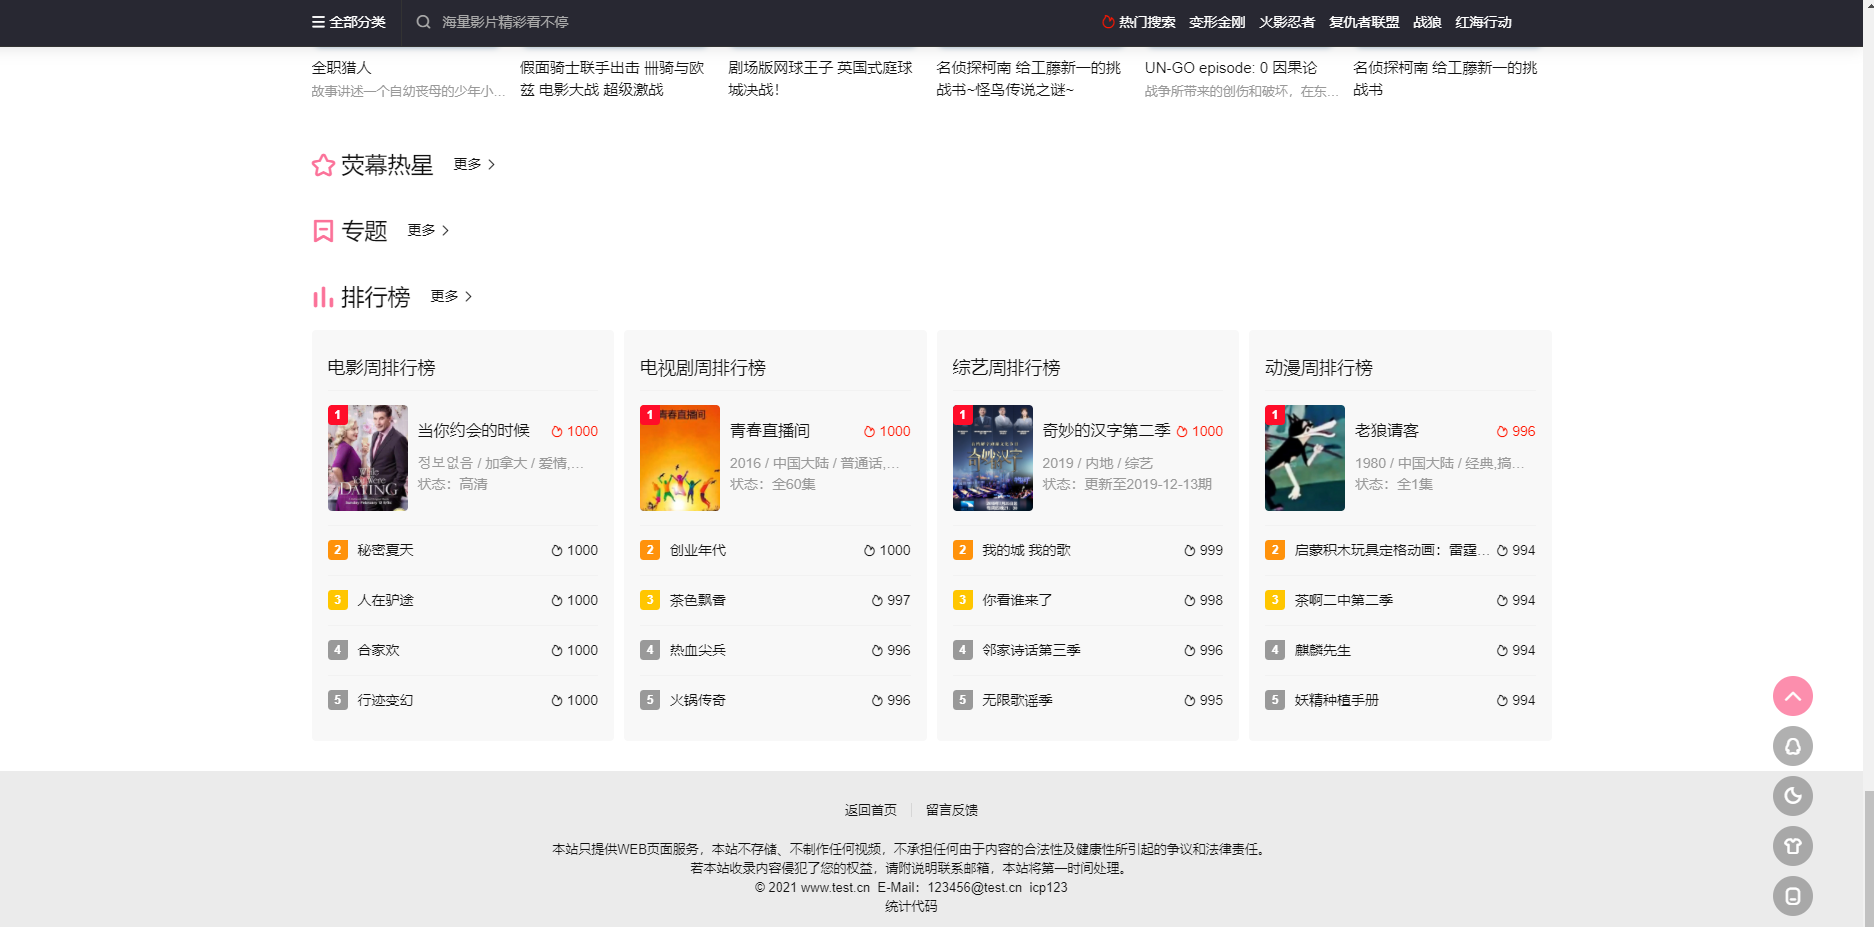 全部分类
海量影片精彩看不停
热门搜索 变形金刚 火影忍者 复仇者联盟 战狼 红海行动
全职猎人
故事讲述一个自幼丧母的少年小...
假面骑士联手出击 冊骑与欧
兹 电影大战 超级激战
剧场版网球王子 英国式庭球
城决战！
名侦探柯南 给工藤新一的挑
战书~怪鸟传说之谜~
UN-GO episode: 0 因果论
战争所带来的创伤和破坏，在东...
名侦探柯南 给工藤新一的挑
战书
荧幕热星 更多
专题 更多
排行榜 更多
电影周排行榜
1
While
You Were
DATING
当你约会的时候 1000
정보없음 / 加拿大 / 爱情,...
状态：高清
2 秘密夏天 1000
3 人在驴途 1000
4 合家欢 1000
5 行迹变幻 1000
电视剧周排行榜
1
青春直播间
青春直播间 1000
2016 / 中国大陆 / 普通话,...
状态：全60集
2 创业年代 1000
3 茶色飘香 997
4 热血尖兵 996
5 火锅传奇 996
综艺周排行榜
1
奇妙的汉字第二季 1000
2019 / 内地 / 综艺
状态：更新至2019-12-13期
2 我的城 我的歌 999
3 你看谁来了 998
4 邻家诗话第三季 996
5 无限歌谣季 995
动漫周排行榜
1
老狼请客 996
1980 / 中国大陆 / 经典,搞...
状态：全1集
2 启蒙积木玩具定格动画：雷霆... 994
3 茶啊二中第二季 994
4 麒麟先生 994
5 妖精种植手册 994
返回首页 留言反馈
本站只提供WEB页面服务，本站不存储、不制作任何视频，不承担任何由于内容的合法性及健康性所引起的争议和法律责任。
若本站收录内容侵犯了您的权益，请附说明联系邮箱，本站将第一时间处理。
© 2021 www.test.cn E-Mail：123456@test.cn icp123
统计代码